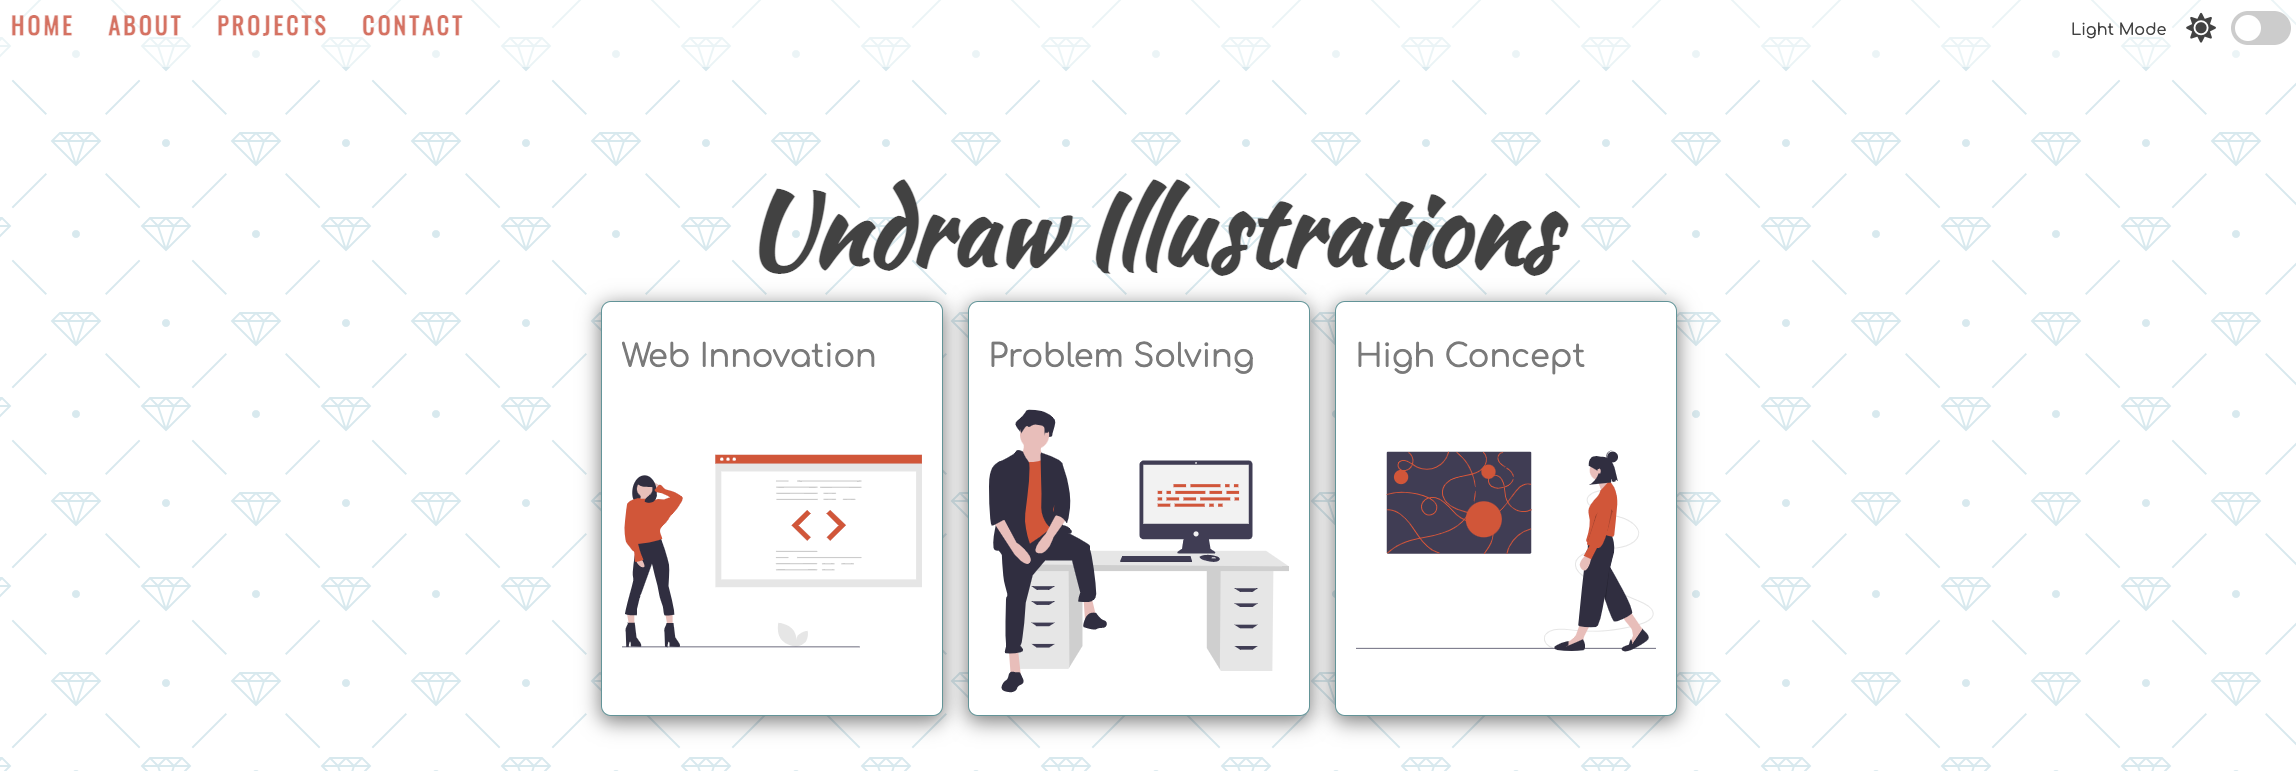 HOME ABOUT PROJECTS CONTACT Light Mode
Undraw Illustrations
Web Innovation
Problem Solving
High Concept